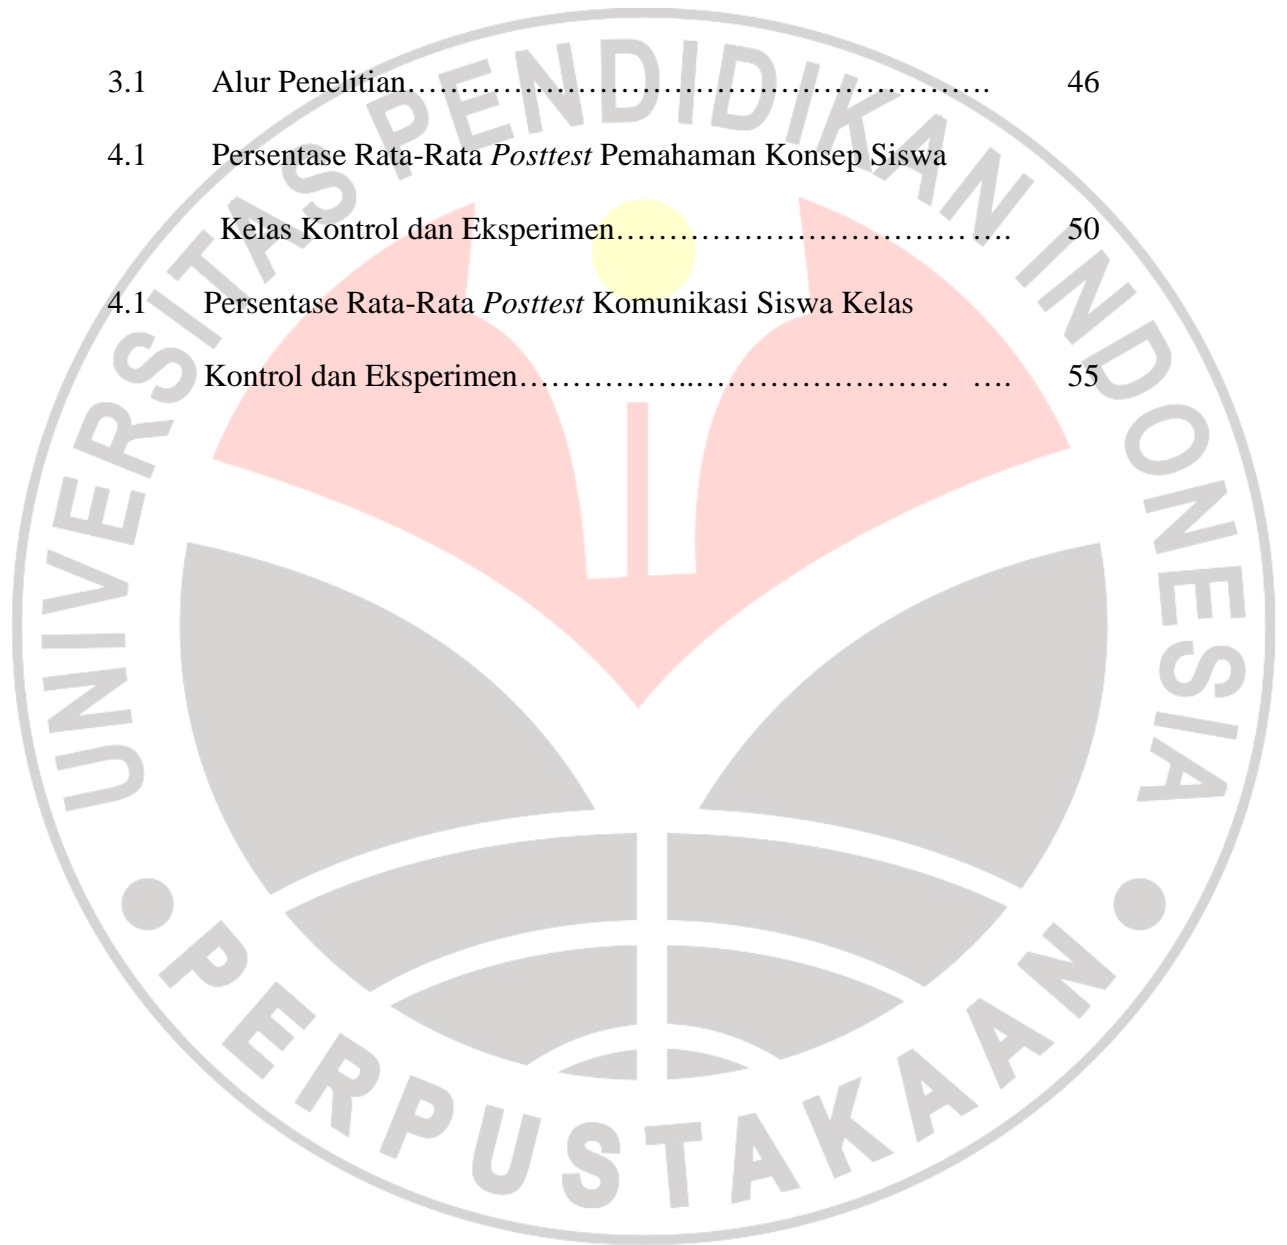 3.1 Alur Penelitian………………………………………………. 46
4.1 Persentase Rata-Rata Posttest Pemahaman Konsep Siswa
Kelas Kontrol dan Eksperimen…………………………… …. 50
4.1 Persentase Rata-Rata Posttest Komunikasi Siswa Kelas
Kontrol dan Eksperimen……………..…………………… …. 55
UNIVERSITAS PENDIDIKAN INDONESIA
PERPUSTAKAAN